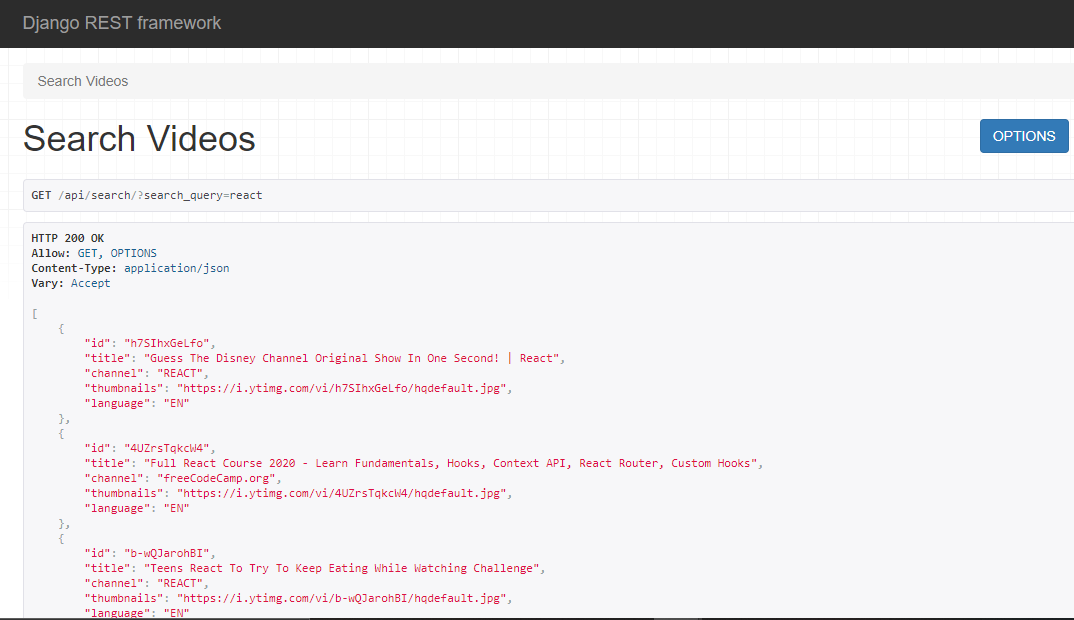 Django REST framework
Search Videos
Search Videos
OPTIONS
GET /api/search/?search_query=react
HTTP 200 OK
Allow: GET, OPTIONS
Content-Type: application/json
Vary: Accept
[
{
"id": "h7SIhxGeLfo",
"title": "Guess The Disney Channel Original Show In One Second! | React",
"channel": "REACT",
"thumbnails": "https://i.ytimg.com/vi/h7SIhxGeLfo/hqdefault.jpg",
"language": "EN"
},
{
"id": "4UZrsTqkcW4",
"title": "Full React Course 2020 - Learn Fundamentals, Hooks, Context API, React Router, Custom Hooks",
"channel": "freeCodeCamp.org",
"thumbnails": "https://i.ytimg.com/vi/4UZrsTqkcW4/hqdefault.jpg",
"language": "EN"
},
{
"id": "b-wQJarohBI",
"title": "Teens React To Try To Keep Eating While Watching Challenge",
"channel": "REACT",
"thumbnails": "https://i.ytimg.com/vi/b-wQJarohBI/hqdefault.jpg",
"language": "EN"